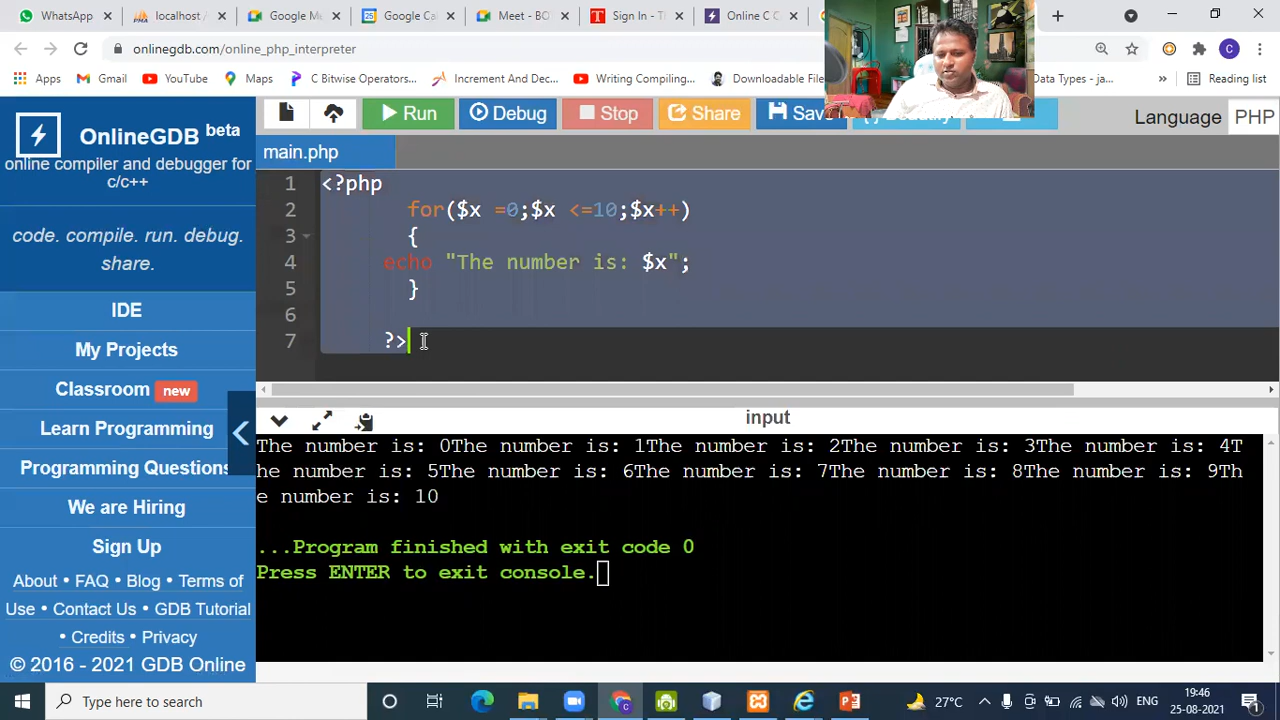 WhatsApp
localhost/
Google M
Google Ca
Meet - BO
Sign In - T
Online C C
onlinegdb.com/online_php_interpreter
Apps
Gmail
YouTube
Maps
C Bitwise Operators...
Increment And Dec...
Writing Compiling...
Downloadable Filed
Data Types - ja...
»
Reading list
C
OnlineGDB beta
online compiler and debugger for
c/c++
code. compile. run. debug.
share.
IDE
My Projects
Classroom new
Learn Programming
Programming Questions
We are Hiring
Sign Up
About • FAQ • Blog • Terms of
Use • Contact Us • GDB Tutorial
• Credits • Privacy
© 2016 - 2021 GDB Online
Run
Debug
Stop
Share
Save
Language PHP
main.php
1 <?php
2 for($x =0;$x <=10;$x++)
3 {
4 echo "The number is: $x";
5 }
6
7 ?>
input
The number is: 0The number is: 1The number is: 2The number is: 3The number is: 4T
he number is: 5The number is: 6The number is: 7The number is: 8The number is: 9Th
e number is: 10
...Program finished with exit code 0
Press ENTER to exit console.
Type here to search
27°C
ENG
19:46
25-08-2021
1